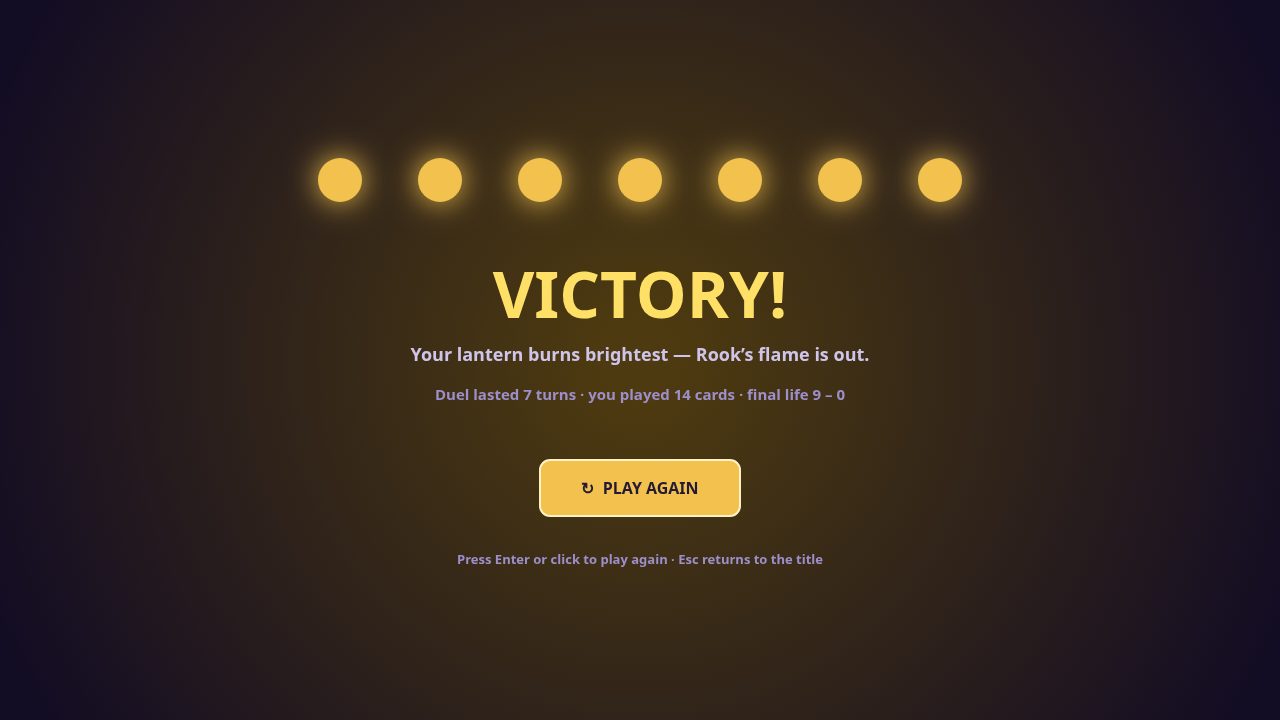 VICTORY!
Your lantern burns brightest — Rook’s flame is out.
Duel lasted 7 turns · you played 14 cards · final life 9 – 0
↻ PLAY AGAIN
Press Enter or click to play again · Esc returns to the title